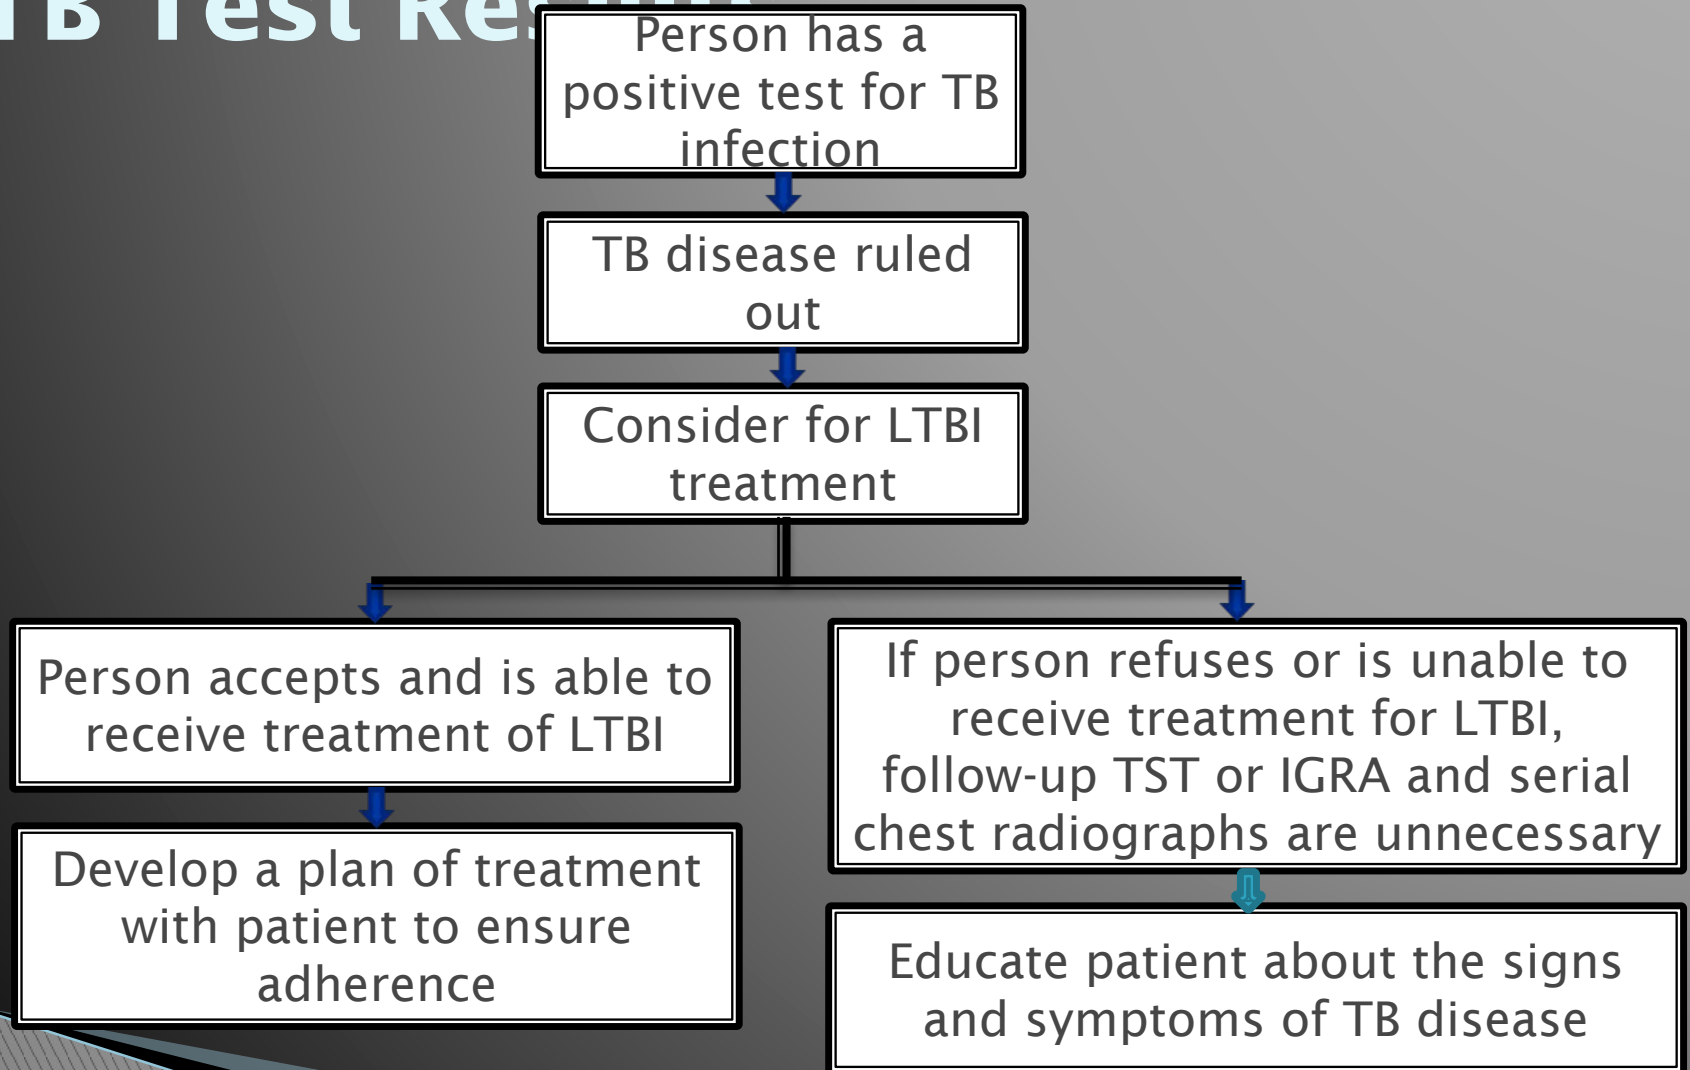 TB Test
Person has a
positive test for TB
infection
TB disease ruled
out
Consider for LTBI
treatment
Person accepts and is able to
receive treatment of LTBI
Develop a plan of treatment
with patient to ensure
adherence
If person refuses or is unable to
receive treatment for LTBI,
follow-up TST or IGRA and serial
chest radiographs are unnecessary
Educate patient about the signs
and symptoms of TB disease